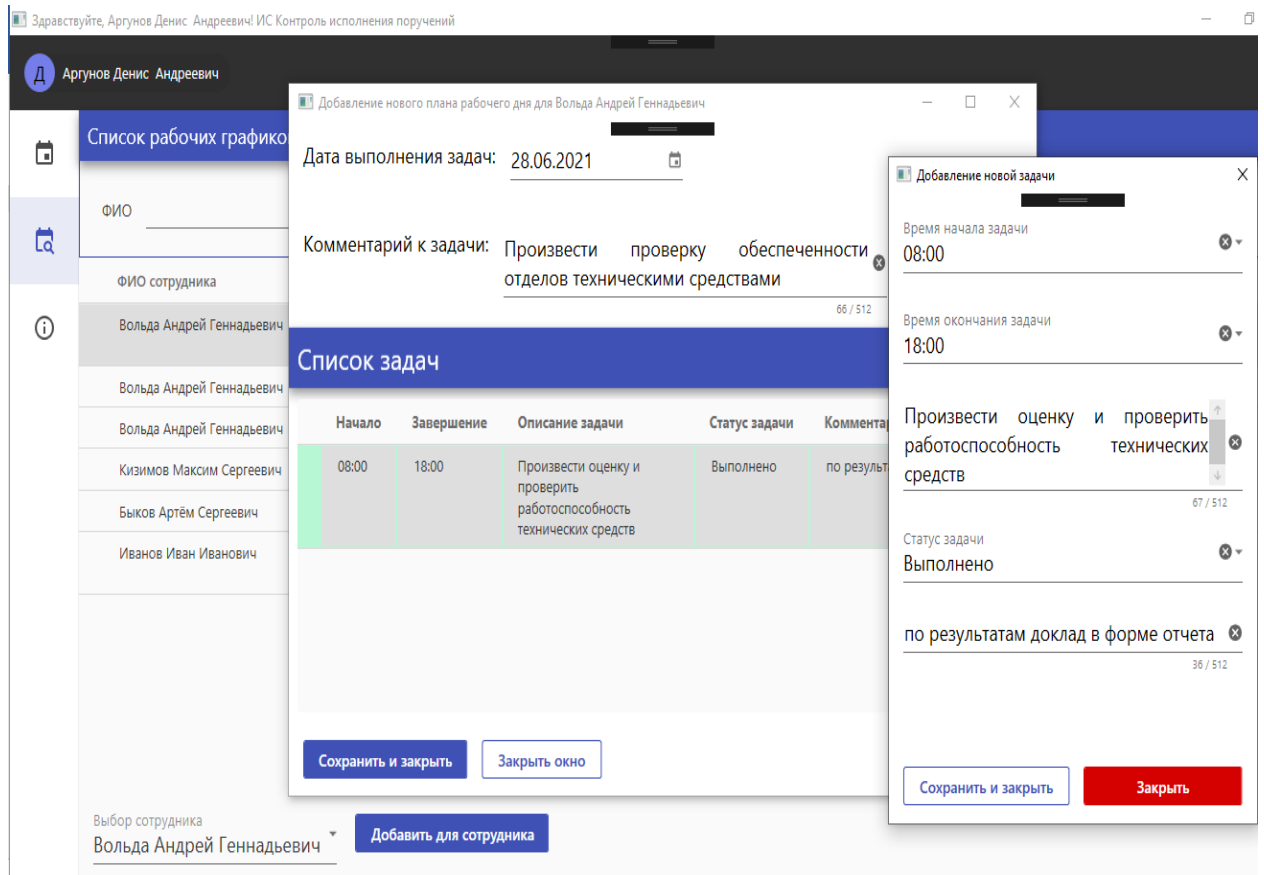 Здравствуйте, Аргунов Денис Андреевич! ИС Контроль исполнения поручений
Д
Аргунов Денис Андреевич
Список рабочих графико
ФИО
ФИО сотрудника
Вольда Андрей Геннадьевич
Вольда Андрей Геннадьевич
Вольда Андрей Геннадьевич
Кизимов Максим Сергеевич
Быков Артём Сергеевич
Иванов Иван Иванович
Выбор сотрудника
Вольда Андрей Геннадьевич
Добавить для сотрудника
Добавление нового плана рабочего дня для Вольда Андрей Геннадьевич
Дата выполнения задач: 28.06.2021
Комментарий к задачи: Произвести проверку обеспеченности
отделов техническими средствами
66 / 512
Список задач
Начало Завершение Описание задачи Статус задачи Коммента
08:00 18:00 Произвести оценку и Выполнено по результ
проверить
работоспособность
технических средств
Сохранить и закрыть Закрыть окно
Добавление новой задачи
Время начала задачи
08:00
Время окончания задачи
18:00
Произвести оценку и проверить
работоспособность технических
средств
67 / 512
Статус задачи
Выполнено
по результатам доклад в форме отчета
36 / 512
Сохранить и закрыть Закрыть